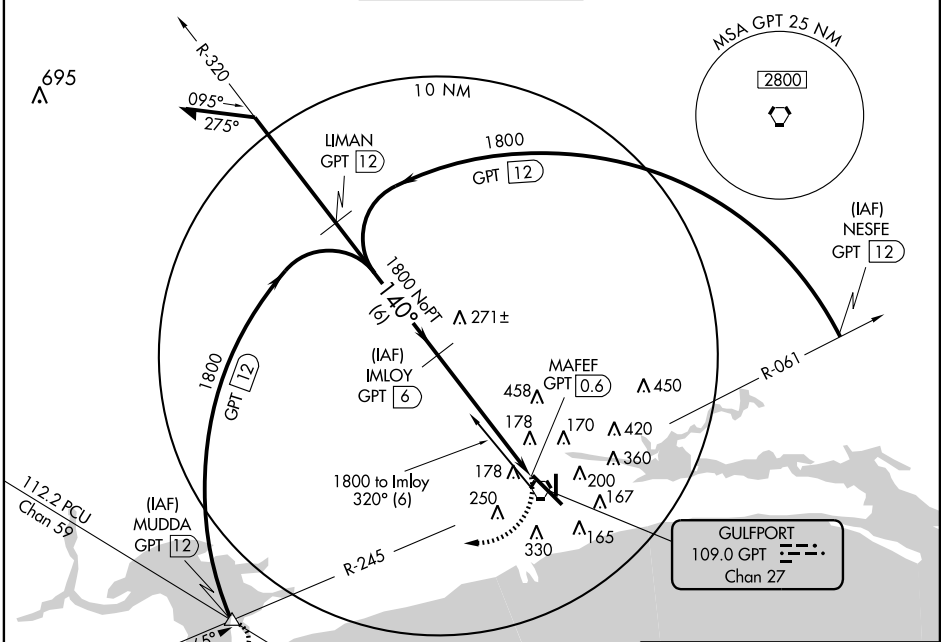 MSA GPT 25 NM
2800
695
R-320
095°
275°
10 NM
LIMAN
GPT 12
1800
GPT 12
(IAF)
NESFE
GPT 12
1800 NoPT
140°
(6)
271±
(IAF)
IMLOY
GPT 6
1800
GPT 12
R-061
MAFEF
GPT 0.6
458
450
178
170
420
360
178
200
167
250
165
330
1800 to Imloy
320° (6)
112.2 PCU
Chan 59
(IAF)
MUDDA
GPT 12
R-245
GULFPORT
109.0 GPT
Chan 27